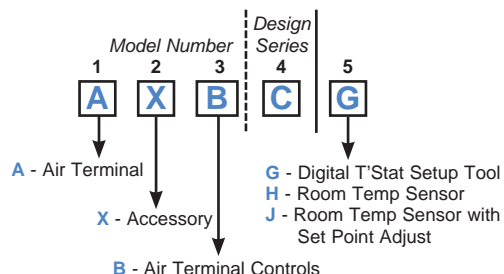 Model Number
Design
Series
1 2 3 4 5
A X B C G
A - Air Terminal
G - Digital T'Stat Setup Tool
H - Room Temp Sensor
J - Room Temp Sensor with
Set Point Adjust
X - Accessory
B - Air Terminal Controls